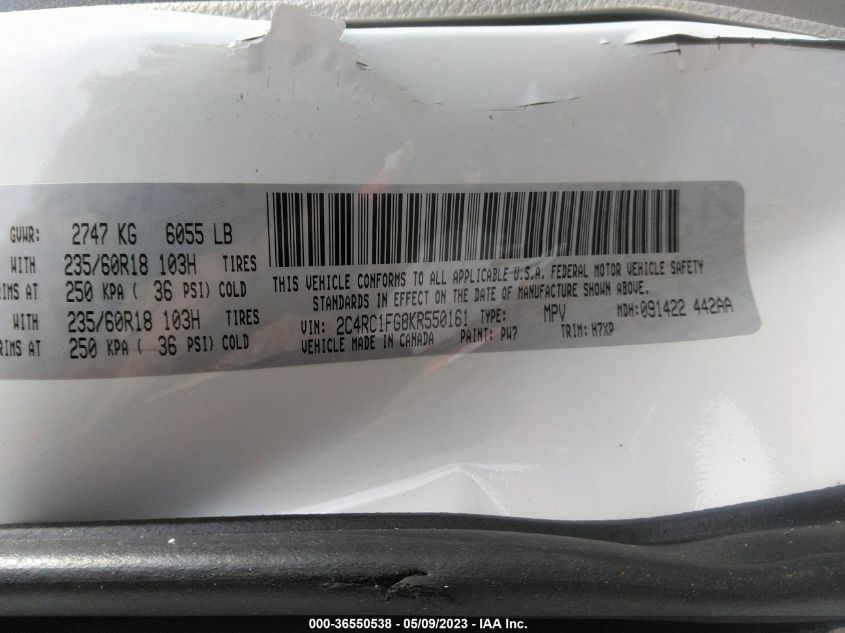 GVWR: 2747 KG 6055 LB
WITH 235/60R18 103H TIRES
RIMS AT 250 KPA ( 36 PSI) COLD
WITH 235/60R18 103H TIRES
RIMS AT 250 KPA ( 36 PSI) COLD
THIS VEHICLE CONFORMS TO ALL APPLICABLE U.S.A. FEDERAL MOTOR VEHICLE SAFETY
STANDARDS IN EFFECT ON THE DATE OF MANUFACTURE SHOWN ABOVE.
VIN: 2C4RC1FG8KR550161 TYPE: MPV MDH:091422 442AA
VEHICLE MADE IN CANADA PAINT: PW7 TRIM: H7XP
000-36550538 - 05/09/2023 - IAA Inc.